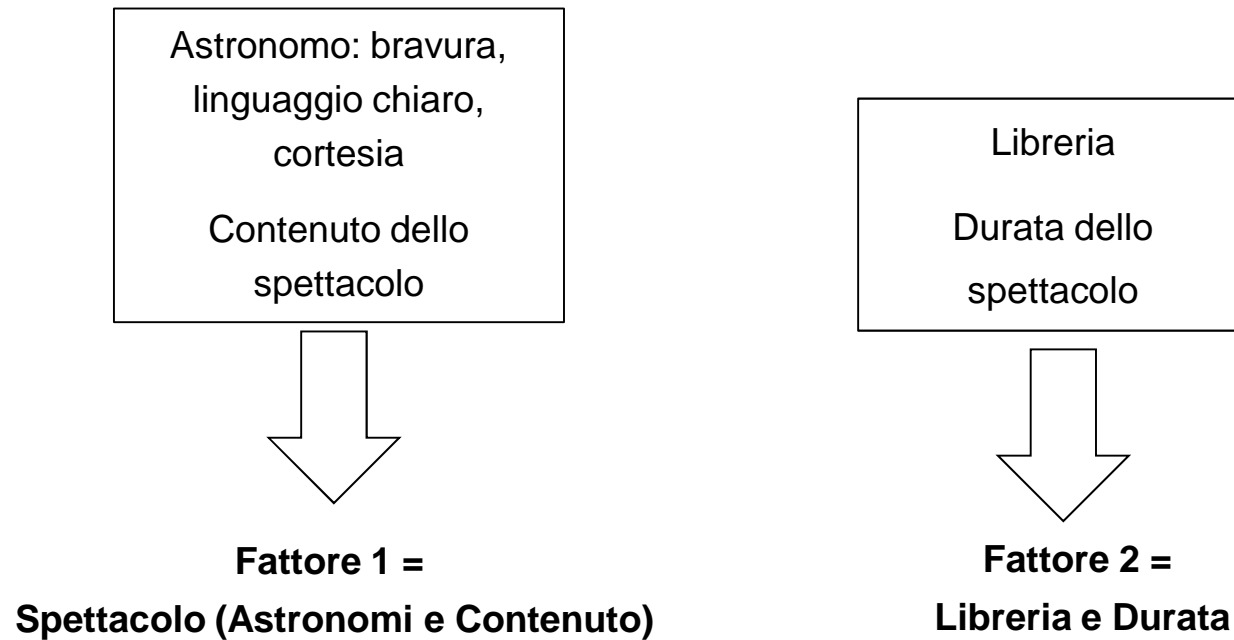 Astronomo: bravura,
linguaggio chiaro,
cortesia
Contenuto dello
spettacolo
Fattore 1 =
Spettacolo (Astronomi e Contenuto)
Libreria
Durata dello
spettacolo
Fattore 2 =
Libreria e Durata